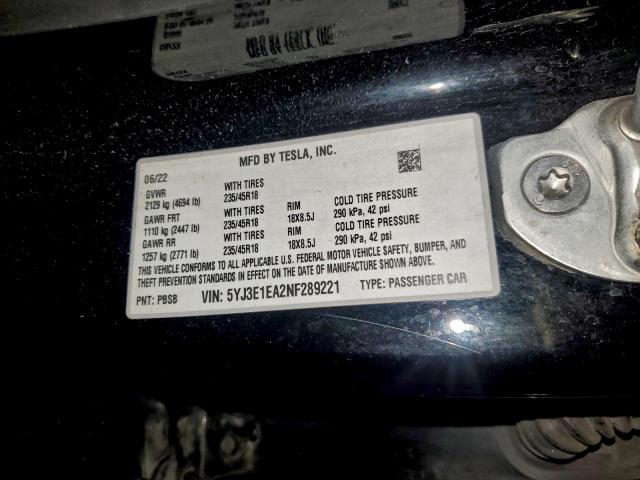 MFD BY TESLA, INC.
06/22
GVWR WITH TIRES RIM COLD TIRE PRESSURE
2129 kg (4694 lb) 235/45R18 18X8.5J 290 kPa, 42 psi
GAWR FRT WITH TIRES RIM COLD TIRE PRESSURE
1110 kg (2447 lb) 235/45R18 18X8.5J 290 kPa, 42 psi
GAWR RR WITH TIRES
1257 kg (2771 lb) 235/45R18
THIS VEHICLE CONFORMS TO ALL APPLICABLE U.S. FEDERAL MOTOR VEHICLE SAFETY, BUMPER, AND
THEFT PREVENTION STANDARDS IN EFFECT ON THE DATE OF MANUFACTURE SHOWN ABOVE.
PNT: PBSB VIN: 5YJ3E1EA2NF289221 TYPE: PASSENGER CAR